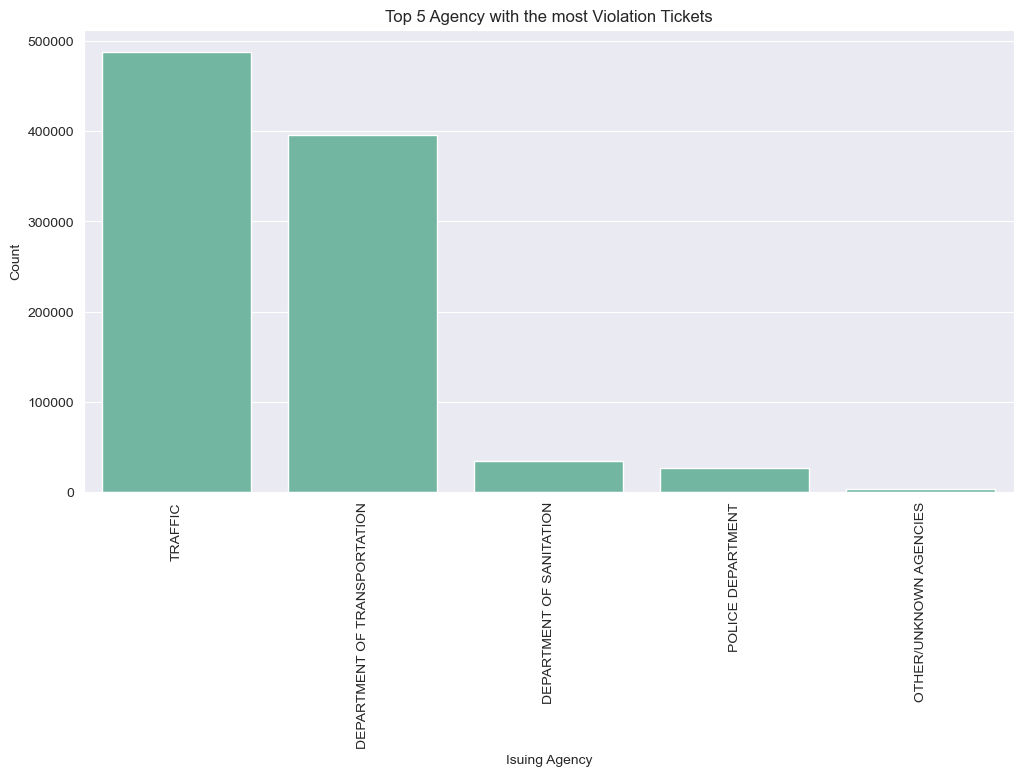 Top 5 Agency with the most Violation Tickets
500000
400000
300000
200000
100000
0
Count
TRAFFIC
DEPARTMENT OF TRANSPORTATION
DEPARTMENT OF SANITATION
POLICE DEPARTMENT
OTHER/UNKNOWN AGENCIES
Isuing Agency